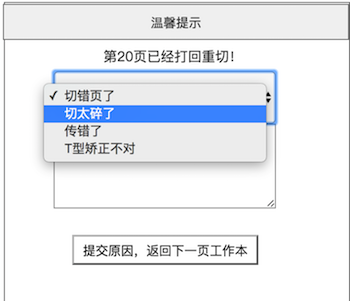 温馨提示
第20页已经打回重切！
✓ 切错页了
切太碎了
传错了
T型矫正不对
提交原因，返回下一页工作本